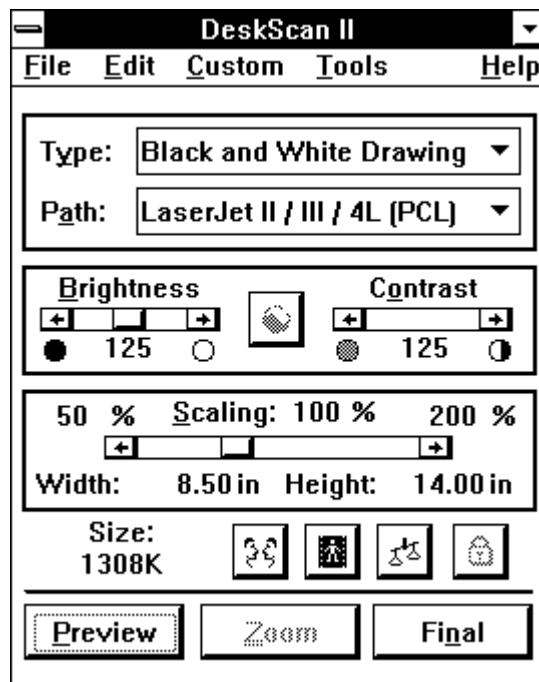 DeskScan II
File Edit Custom Tools Help
Type: Black and White Drawing
Path: LaserJet II / III / 4L (PCL)
Brightness Contrast
125 125
50 % Scaling: 100 % 200 %
Width: 8.50 in Height: 14.00 in
Size:
1308K
Preview Zoom Final